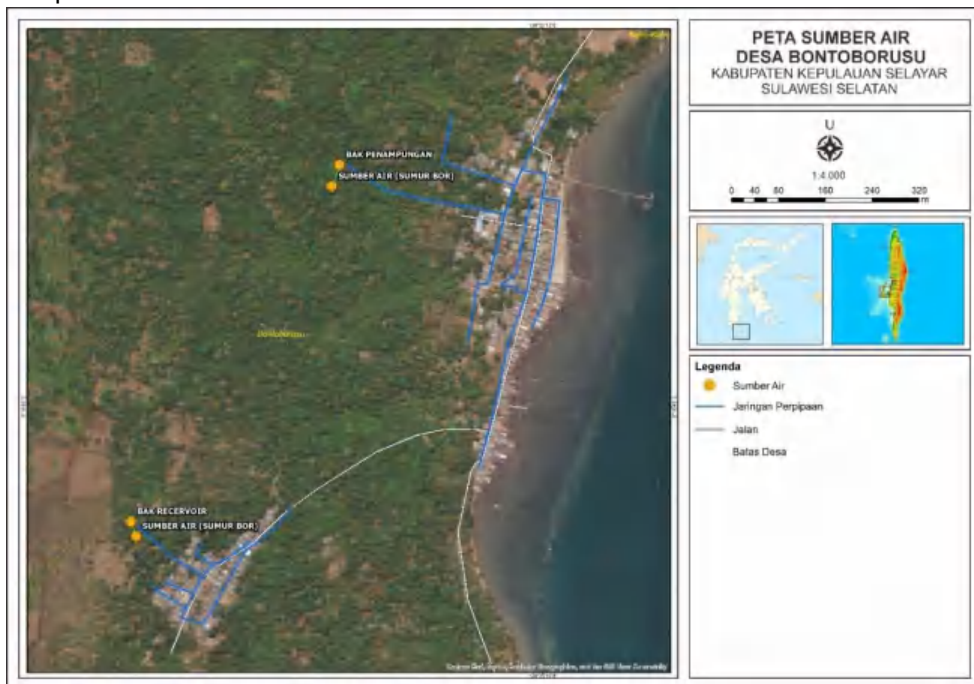 PETA SUMBER AIR
DESA BONTOBORUSU
KABUPATEN KEPULAUAN SELAYAR
SULAWESI SELATAN
U
1:4.000
0 40 80 160 240 320
m
Legenda
Sumber Air
Jaringan Perpipaan
Jalan
Batas Desa
BAK PENAMPUNGAN
SUMBER AIR (SUMUR BOR)
BAK RECERVOIR
SUMBER AIR (SUMUR BOR)